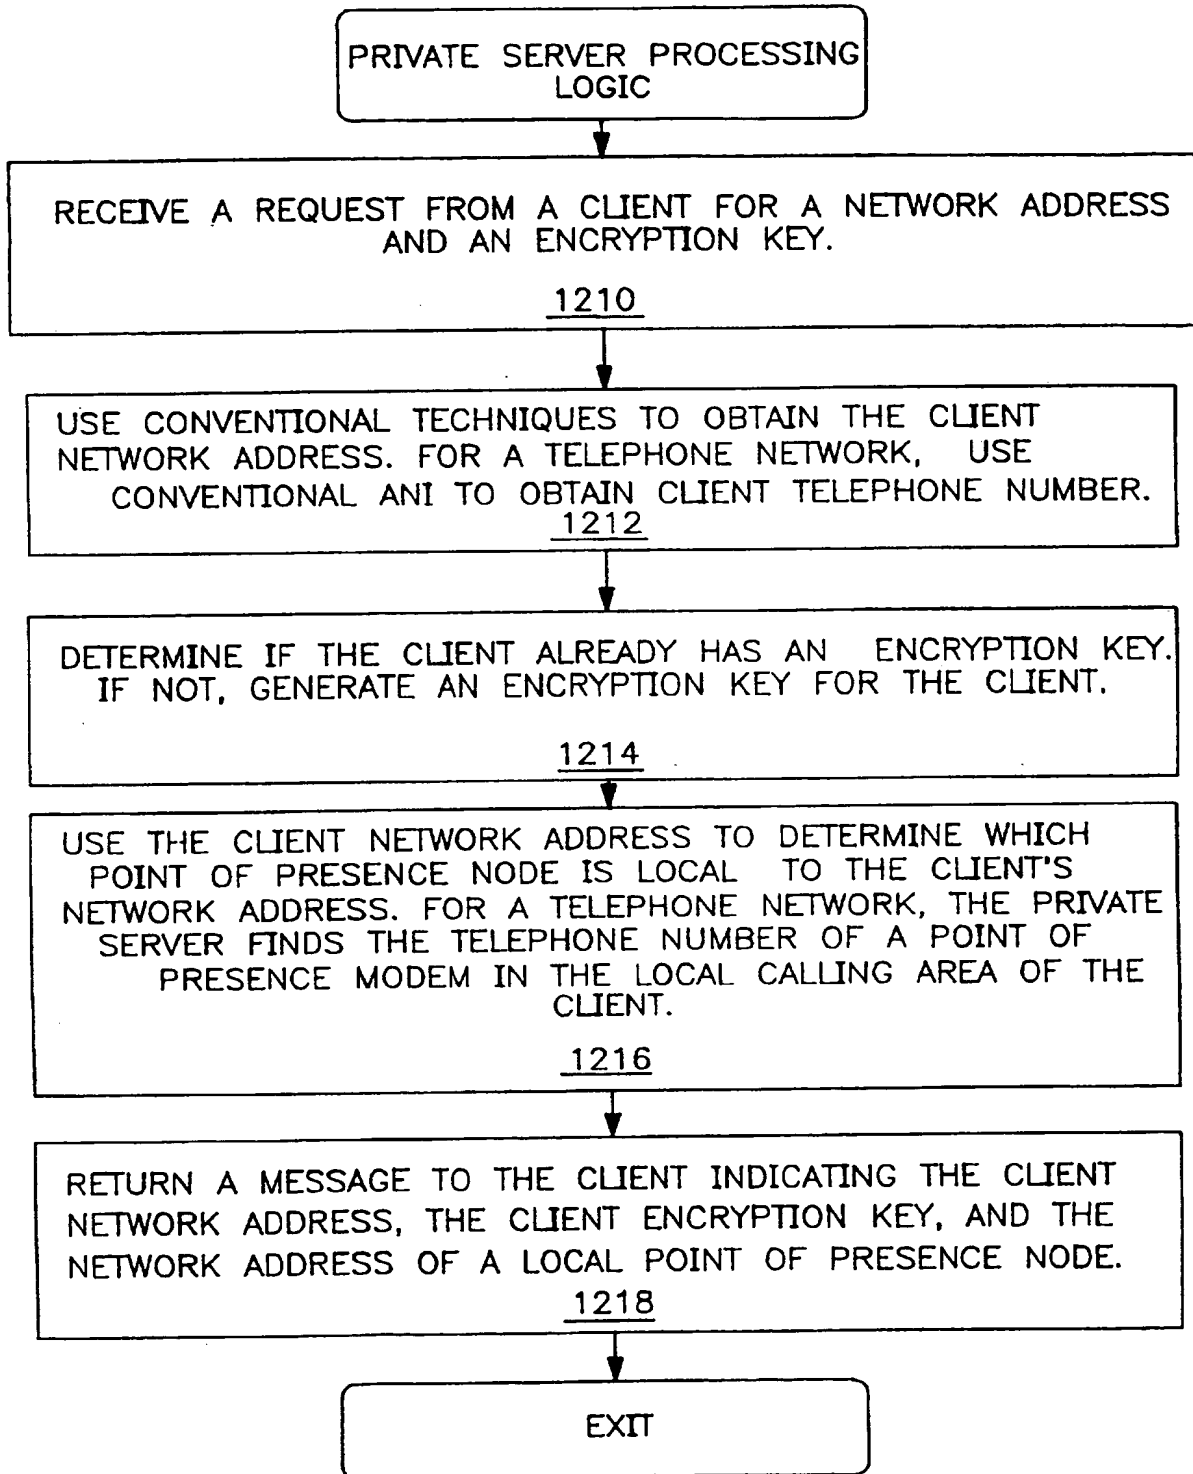 PRIVATE SERVER PROCESSING
LOGIC
RECEIVE A REQUEST FROM A CLIENT FOR A NETWORK ADDRESS
AND AN ENCRYPTION KEY.
1210
USE CONVENTIONAL TECHNIQUES TO OBTAIN THE CLIENT
NETWORK ADDRESS. FOR A TELEPHONE NETWORK, USE
CONVENTIONAL ANI TO OBTAIN CLIENT TELEPHONE NUMBER.
1212
DETERMINE IF THE CLIENT ALREADY HAS AN ENCRYPTION KEY.
IF NOT, GENERATE AN ENCRYPTION KEY FOR THE CLIENT.
1214
USE THE CLIENT NETWORK ADDRESS TO DETERMINE WHICH
POINT OF PRESENCE NODE IS LOCAL TO THE CLIENT'S
NETWORK ADDRESS. FOR A TELEPHONE NETWORK, THE PRIVATE
SERVER FINDS THE TELEPHONE NUMBER OF A POINT OF
PRESENCE MODEM IN THE LOCAL CALLING AREA OF THE
CLIENT.
1216
RETURN A MESSAGE TO THE CLIENT INDICATING THE CLIENT
NETWORK ADDRESS, THE CLIENT ENCRYPTION KEY, AND THE
NETWORK ADDRESS OF A LOCAL POINT OF PRESENCE NODE.
1218
EXIT